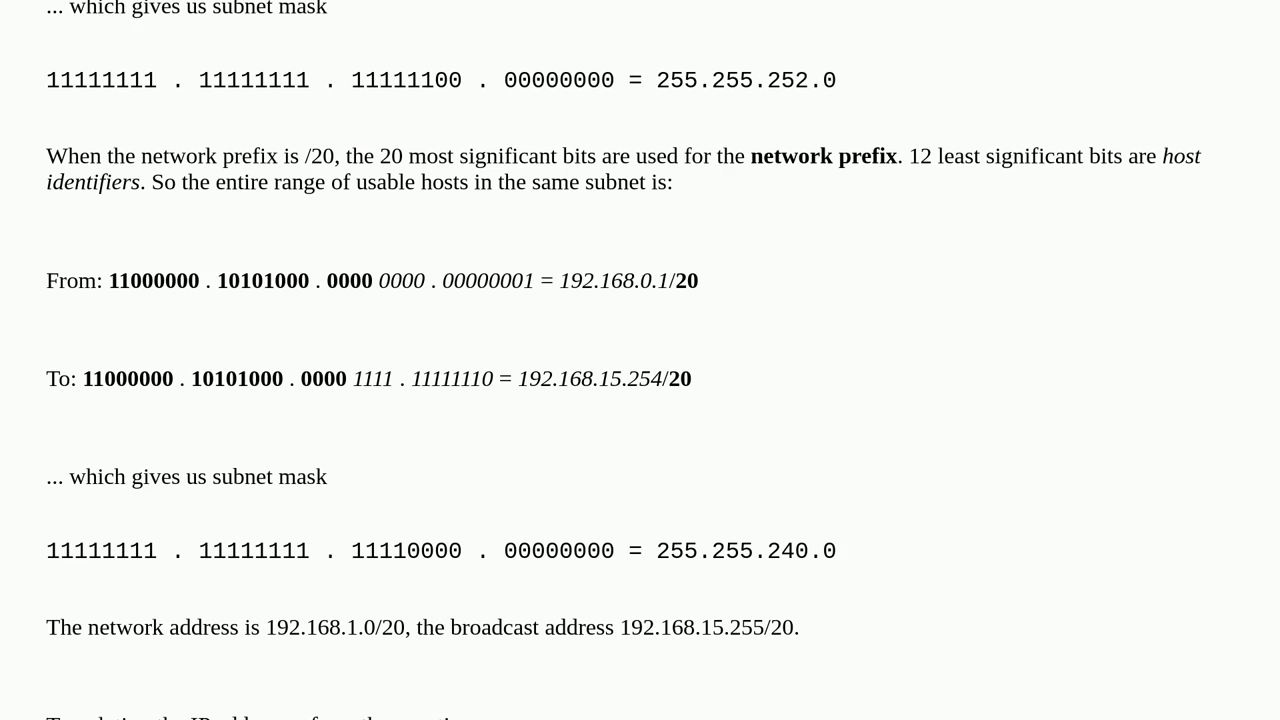 ... which gives us subnet mask
11111111 . 11111111 . 11111100 . 00000000 = 255.255.252.0
When the network prefix is /20, the 20 most significant bits are used for the network prefix. 12 least significant bits are host
identifiers. So the entire range of usable hosts in the same subnet is:
From: 11000000 . 10101000 . 0000 0000 . 00000001 = 192.168.0.1/20
To: 11000000 . 10101000 . 0000 1111 . 11111110 = 192.168.15.254/20
... which gives us subnet mask
11111111 . 11111111 . 11110000 . 00000000 = 255.255.240.0
The network address is 192.168.1.0/20, the broadcast address 192.168.15.255/20.